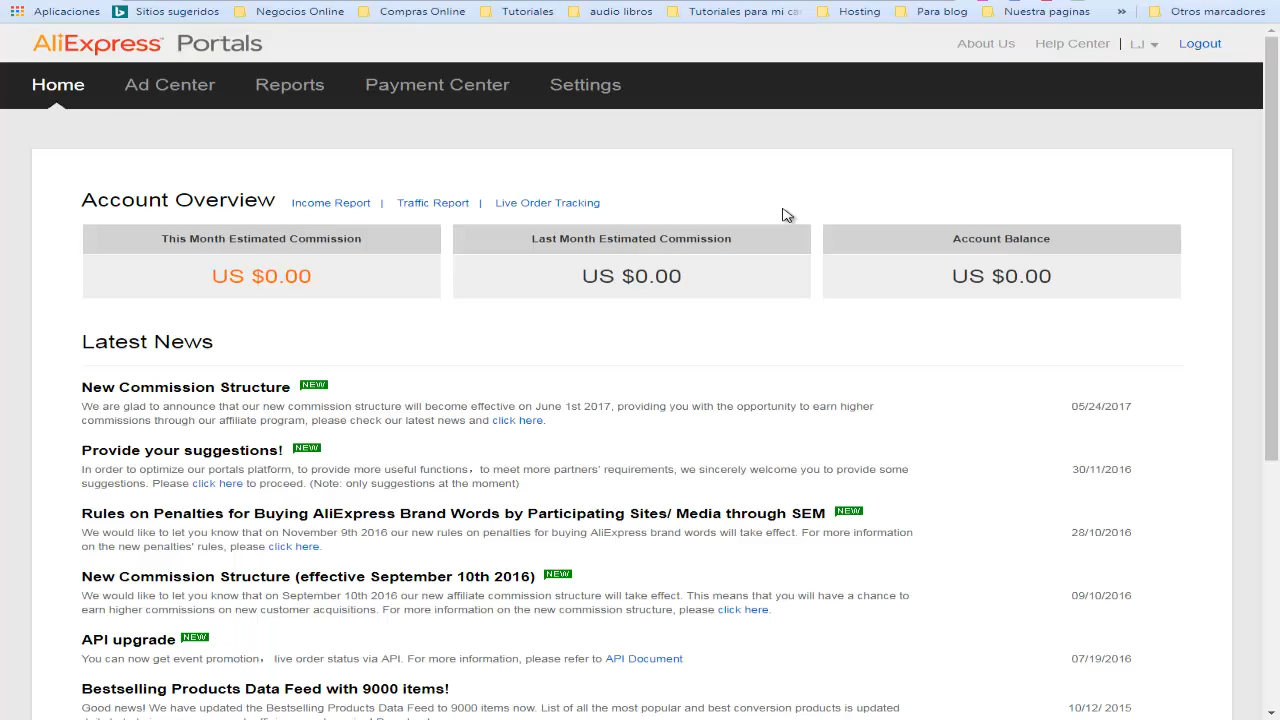 Aplicaciones Sitios sugeridos Negocios Online Compras Online Tutoriales audio libros Tutoriales para mi ca Hosting Para blog Nuestra paginas » Otros marcadores
AliExpress™ Portals About Us Help Center | LJ Logout
Home Ad Center Reports Payment Center Settings
Account Overview Income Report | Traffic Report | Live Order Tracking
This Month Estimated Commission Last Month Estimated Commission Account Balance
US $0.00 US $0.00 US $0.00
Latest News
New Commission Structure NEW
We are glad to announce that our new commission structure will become effective on June 1st 2017, providing you with the opportunity to earn higher 05/24/2017
commissions through our affiliate program, please check our latest news and click here.
Provide your suggestions! NEW
In order to optimize our portals platform, to provide more useful functions，to meet more partners' requirements, we sincerely welcome you to provide some 30/11/2016
suggestions. Please click here to proceed. (Note: only suggestions at the moment)
Rules on Penalties for Buying AliExpress Brand Words by Participating Sites/ Media through SEM NEW
We would like to let you know that on November 9th 2016 our new rules on penalties for buying AliExpress brand words will take effect. For more information 28/10/2016
on the new penalties' rules, please click here.
New Commission Structure (effective September 10th 2016) NEW
We would like to let you know that on September 10th 2016 our new affiliate commission structure will take effect. This means that you will have a chance to 09/10/2016
earn higher commissions on new customer acquisitions. For more information on the new commission structure, please click here.
API upgrade NEW
You can now get event promotion， live order status via API. For more information, please refer to API Document 07/19/2016
Bestselling Products Data Feed with 9000 items!
Good news! We have updated the Bestselling Products Data Feed to 9000 items now. List of all the most popular and best conversion products is updated 10/12/ 2015